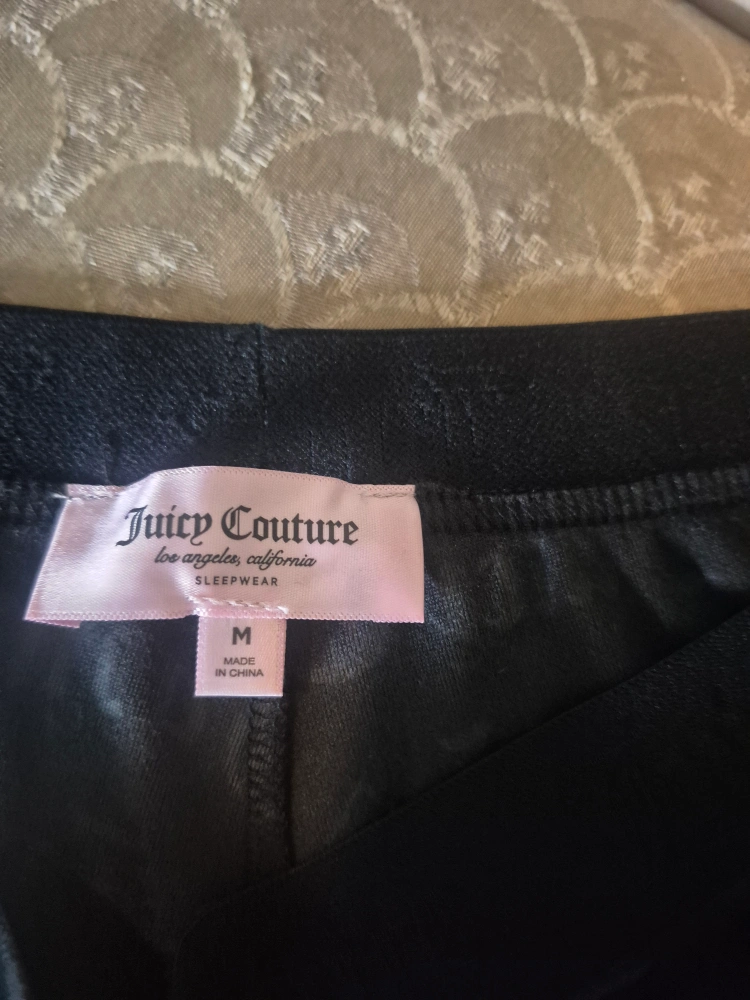 Juicy Couture
los angeles, california
SLEEPWEAR
M
MADE
IN CHINA